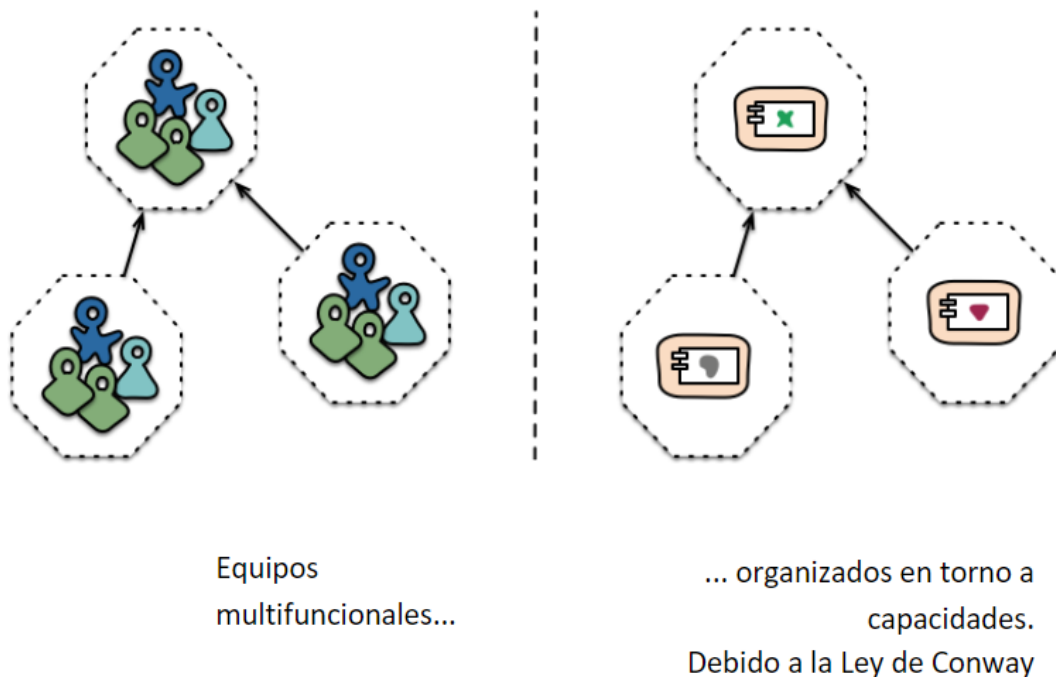 Equipos
multifuncionales...
... organizados en torno a
capacidades.
Debido a la Ley de Conway